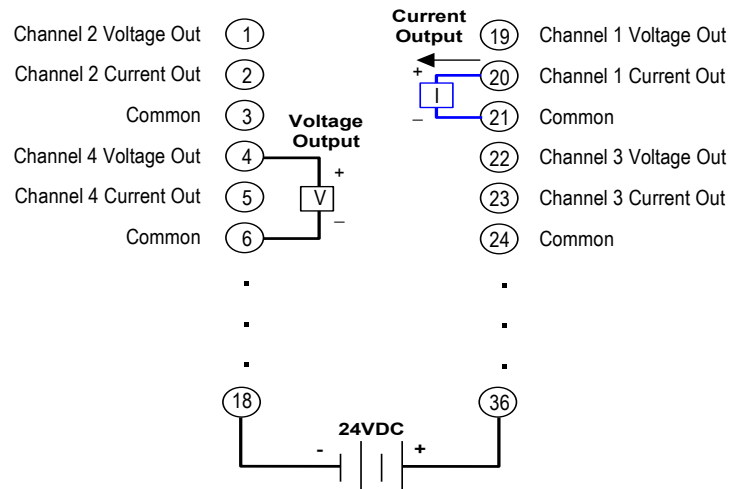 Channel 2 Voltage Out 1
Channel 2 Current Out 2
Common 3
Channel 4 Voltage Out 4
Channel 4 Current Out 5
Common 6
Voltage
Output
+
V
–
Current
Output
+
I
–
19 Channel 1 Voltage Out
20 Channel 1 Current Out
21 Common
22 Channel 3 Voltage Out
23 Channel 3 Current Out
24 Common
18
36
24VDC
- +